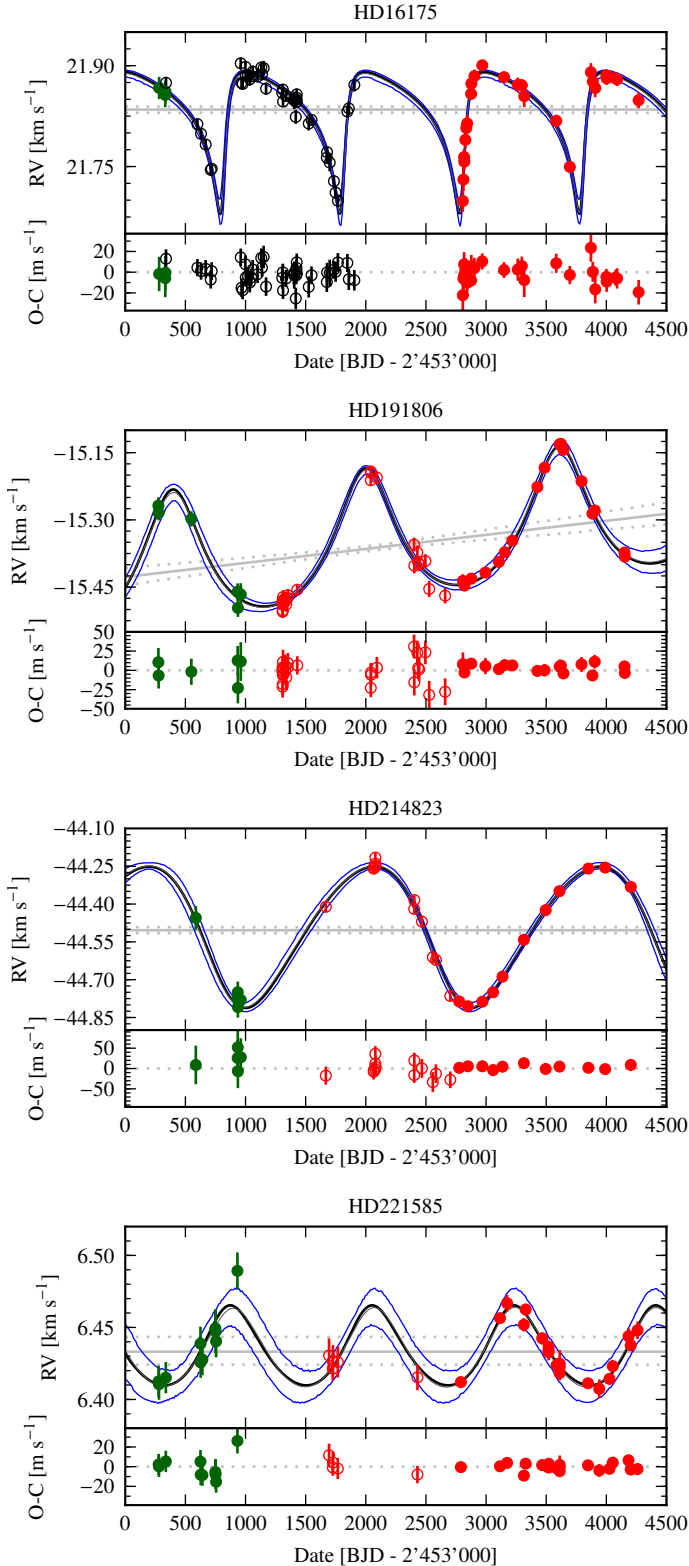 HD16175
21.90
21.75
RV [km s⁻¹]
20
0
−20
O-C [m s⁻¹]
0 500 1000 1500 2000 2500 3000 3500 4000 4500
Date [BJD - 2'453'000]
HD191806
−15.15
−15.30
−15.45
RV [km s⁻¹]
50
25
0
−25
−50
O-C [m s⁻¹]
0 500 1000 1500 2000 2500 3000 3500 4000 4500
Date [BJD - 2'453'000]
HD214823
−44.10
−44.25
−44.40
−44.55
−44.70
−44.85
RV [km s⁻¹]
50
0
−50
O-C [m s⁻¹]
0 500 1000 1500 2000 2500 3000 3500 4000 4500
Date [BJD - 2'453'000]
HD221585
6.50
6.45
6.40
RV [km s⁻¹]
20
0
−20
O-C [m s⁻¹]
0 500 1000 1500 2000 2500 3000 3500 4000 4500
Date [BJD - 2'453'000]